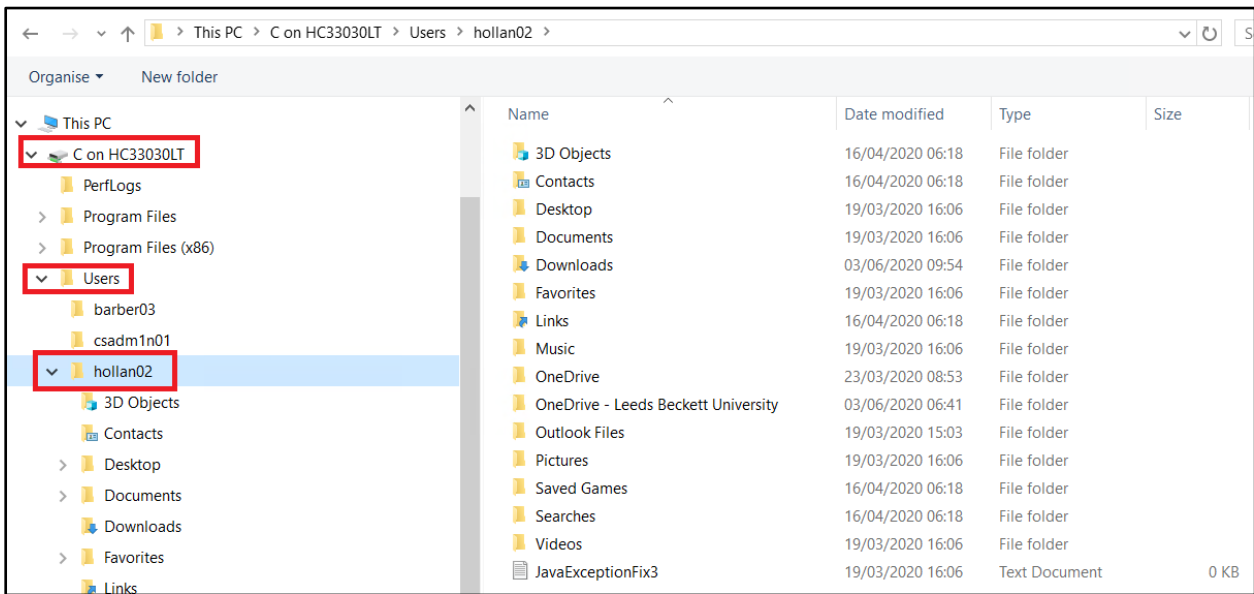 This PC > C on HC33030LT > Users > hollan02 >
S
Organise New folder
This PC
C on HC33030LT
PerfLogs
Program Files
Program Files (x86)
Users
barber03
csadm1n01
hollan02
3D Objects
Contacts
Desktop
Documents
Downloads
Favorites
Links
Name Date modified Type Size
3D Objects 16/04/2020 06:18 File folder
Contacts 16/04/2020 06:18 File folder
Desktop 19/03/2020 16:06 File folder
Documents 19/03/2020 16:06 File folder
Downloads 03/06/2020 09:54 File folder
Favorites 19/03/2020 16:06 File folder
Links 16/04/2020 06:18 File folder
Music 19/03/2020 16:06 File folder
OneDrive 23/03/2020 08:53 File folder
OneDrive - Leeds Beckett University 03/06/2020 06:41 File folder
Outlook Files 19/03/2020 15:03 File folder
Pictures 19/03/2020 16:06 File folder
Saved Games 16/04/2020 06:18 File folder
Searches 16/04/2020 06:18 File folder
Videos 19/03/2020 16:06 File folder
JavaExceptionFix3 19/03/2020 16:06 Text Document 0 KB